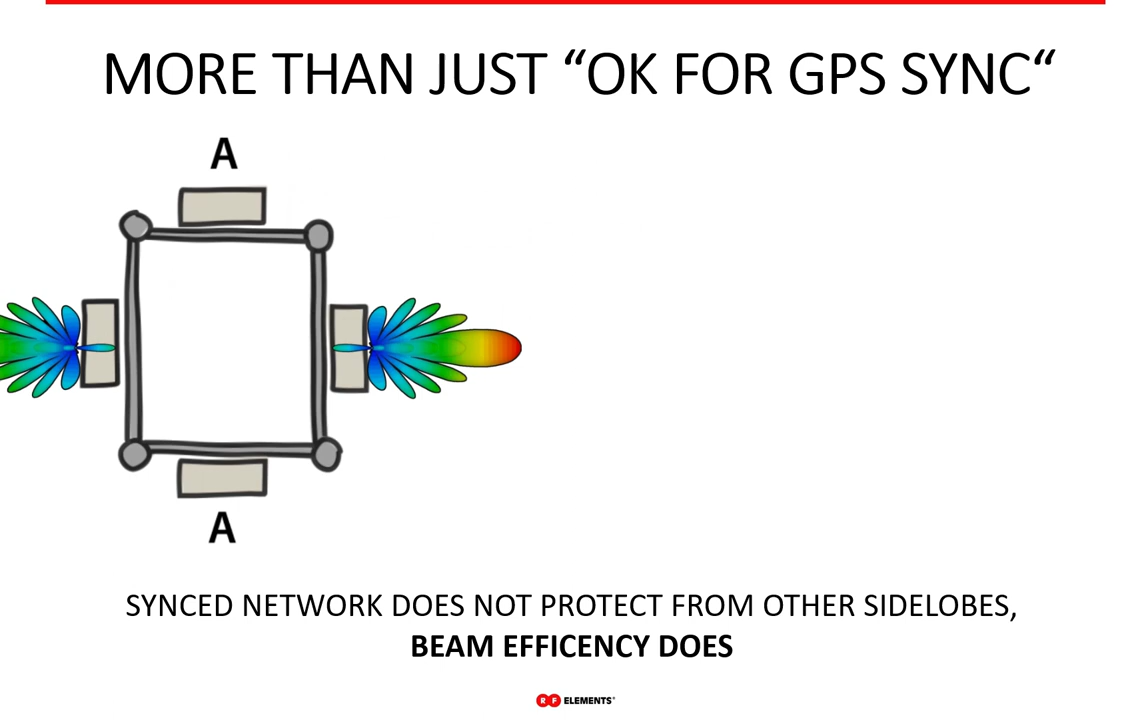 MORE THAN JUST “OK FOR GPS SYNC“
A
A
SYNCED NETWORK DOES NOT PROTECT FROM OTHER SIDELOBES,
BEAM EFFICENCY DOES
RF ELEMENTS®